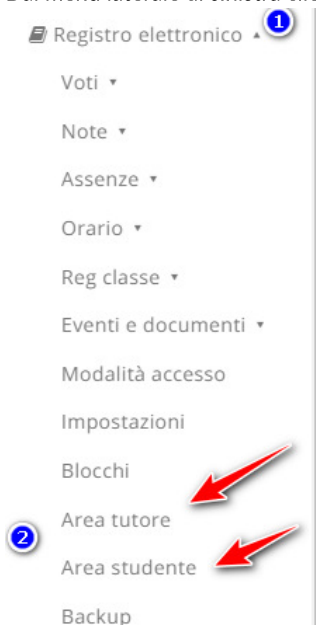 Registro elettronico
1
Voti
Note
Assenze
Orario
Reg classe
Eventi e documenti
Modalità accesso
Impostazioni
Blocchi
Area tutore
2
Area studente
Backup